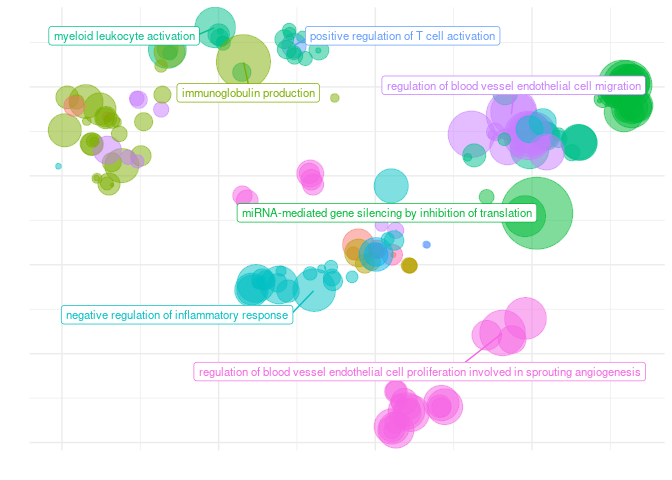 myeloid leukocyte activation
positive regulation of T cell activation
regulation of blood vessel endothelial cell migration
immunoglobulin production
miRNA-mediated gene silencing by inhibition of translation
negative regulation of inflammatory response
regulation of blood vessel endothelial cell proliferation involved in sprouting angiogenesis